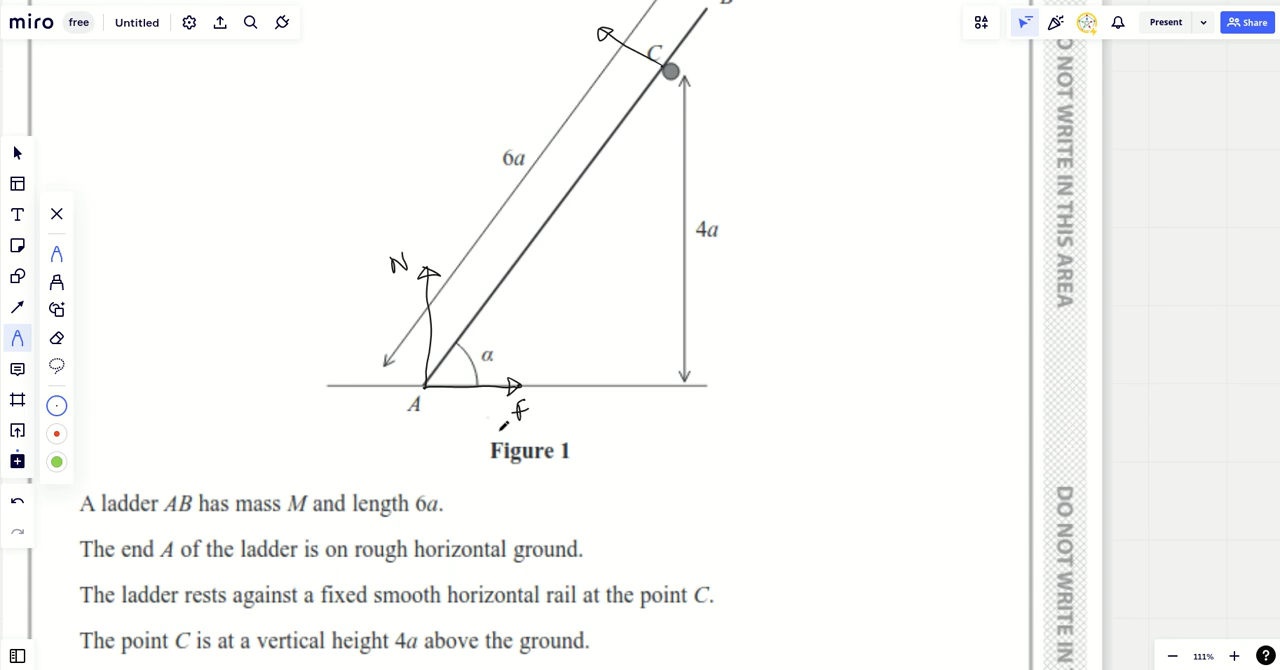 miro free Untitled Present Share
C
6a
4a
N
α
A
F
Figure 1
A ladder AB has mass M and length 6a.
The end A of the ladder is on rough horizontal ground.
The ladder rests against a fixed smooth horizontal rail at the point C.
The point C is at a vertical height 4a above the ground.
O NOT WRITE IN THIS AREA
DO NOT WRITE IN
111%